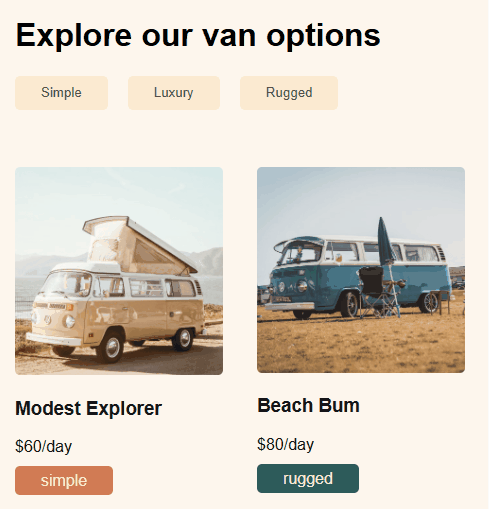 Explore our van options
Simple Luxury Rugged
Modest Explorer
$60/day
simple
Beach Bum
$80/day
rugged